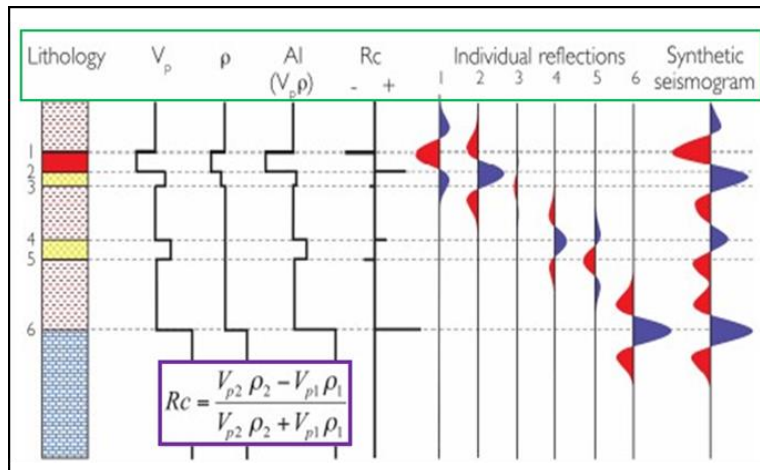 Lithology Vp ρ AI Rc Individual reflections Synthetic
(Vpρ) - + 1 2 3 4 5 6 seismogram
1
2
3
4
5
6
Rc = (Vp2 ρ2 − Vp1 ρ1) / (Vp2 ρ2 + Vp1 ρ1)